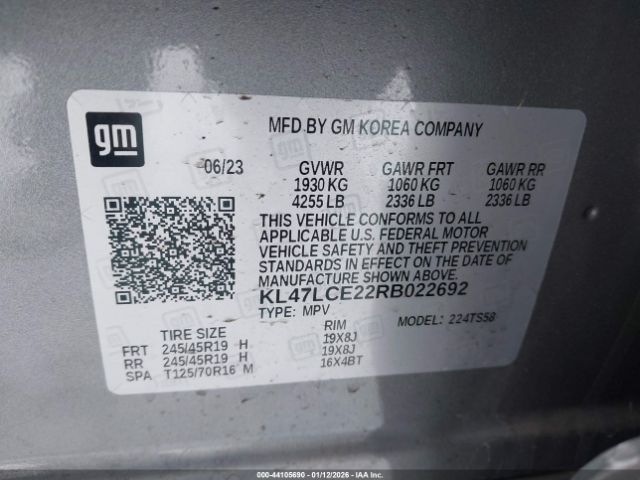 gm
MFD BY GM KOREA COMPANY
06/23 GVWR GAWR FRT GAWR RR
1930 KG 1060 KG 1060 KG
4255 LB 2336 LB 2336 LB
THIS VEHICLE CONFORMS TO ALL
APPLICABLE U.S. FEDERAL MOTOR
VEHICLE SAFETY AND THEFT PREVENTION
STANDARDS IN EFFECT ON THE DATE OF
MANUFACTURE SHOWN ABOVE.
KL47LCE22RB022692
TYPE: MPV MODEL: 224TS58
TIRE SIZE RIM
FRT 245/45R19 H 19X8J
RR 245/45R19 H 19X8J
SPA T125/70R16 M 16X4BT
000-44105690 - 01/12/2026 - IAAI.com, Inc.